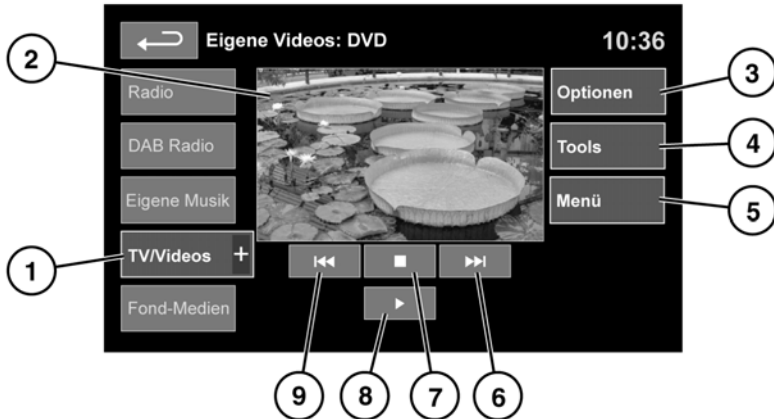 Eigene Videos: DVD
10:36
2
Radio
DAB Radio
Eigene Musik
TV/Videos +
Fond-Medien
Optionen
Tools
Menü
3
4
5
1
9
8
7
6